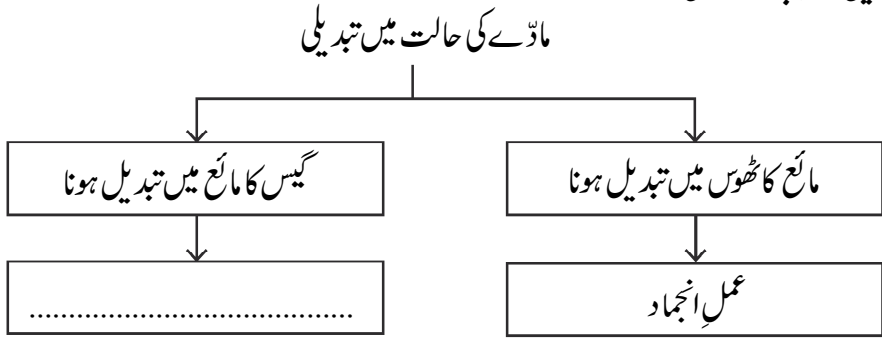 مادّے کی حالت میں تبدیلی
مائع کا ٹھوس میں تبدیل ہونا
گیس کا مائع میں تبدیل ہونا
عملِ انجماد
.......................................